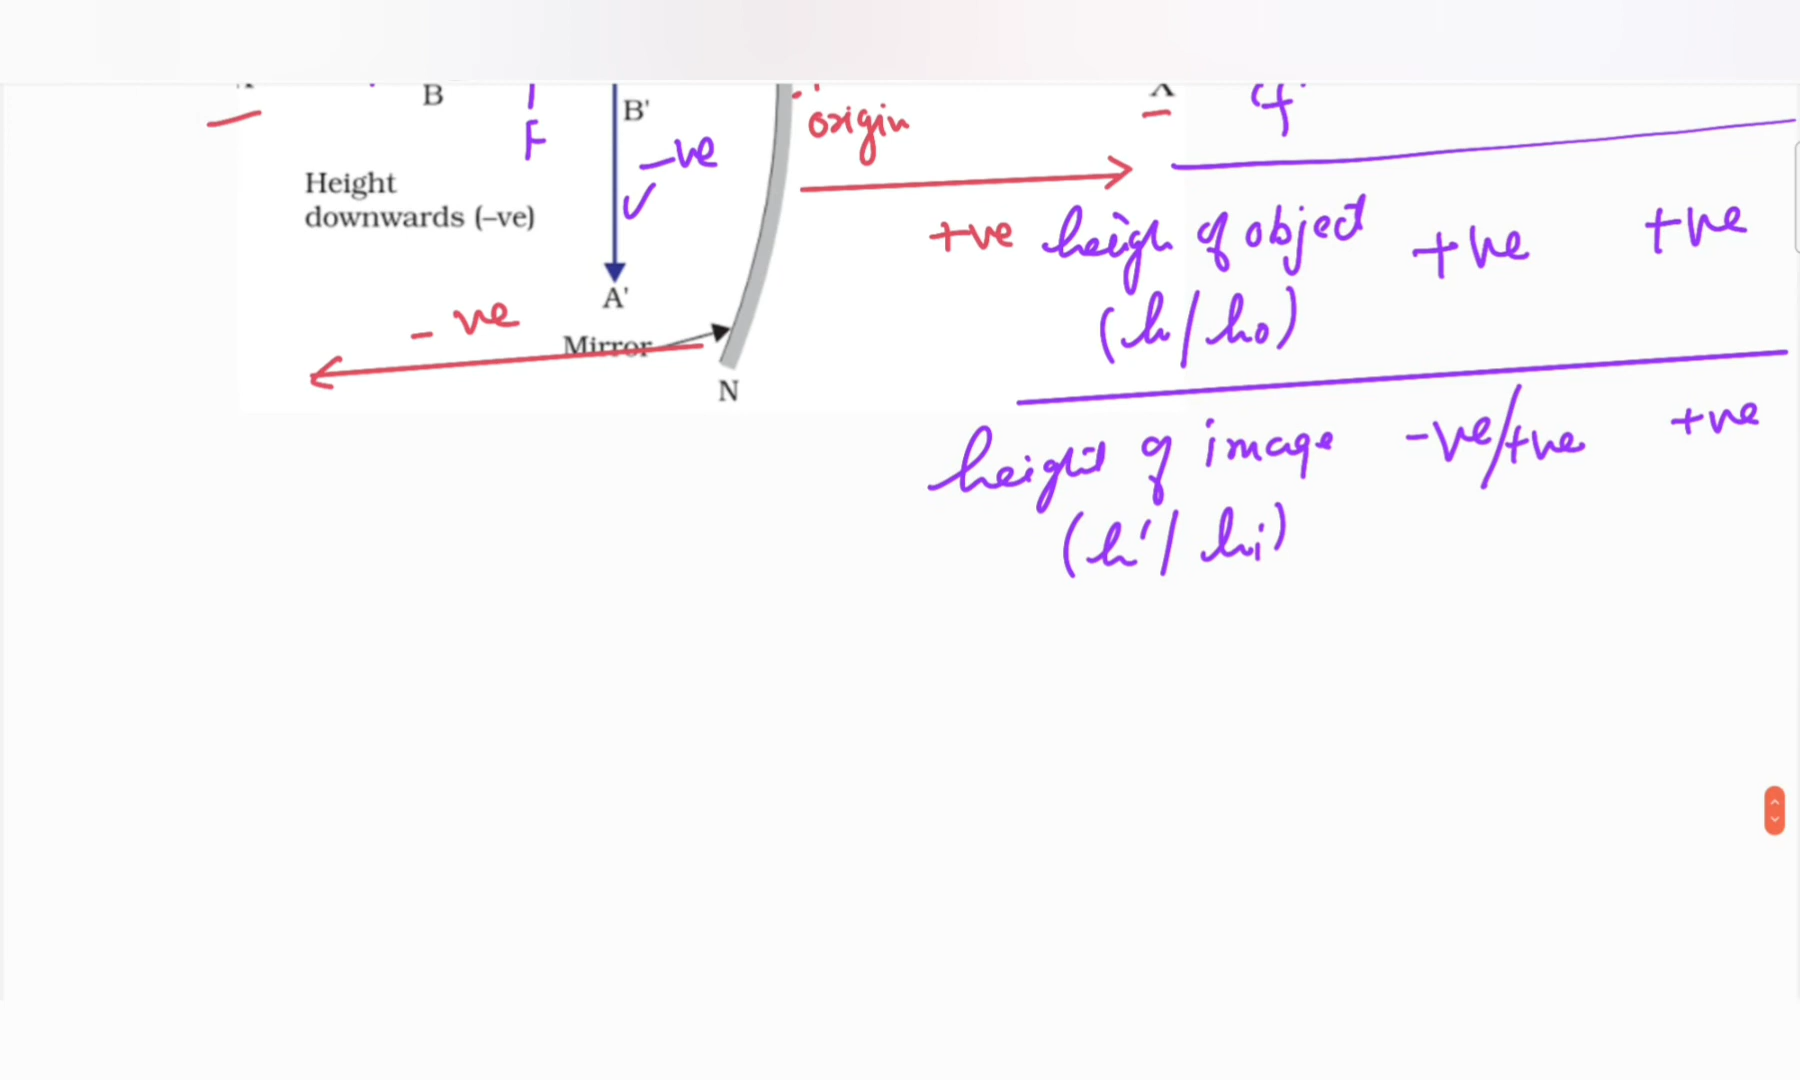 B
B'
origin
F
-ve
Height
downwards (–ve)
+ve
heigh of object
+ve
+ve
(h/ho)
A'
- ve
Mirror
N
height of image
-ve/+ve
+ve
(h'/hi)